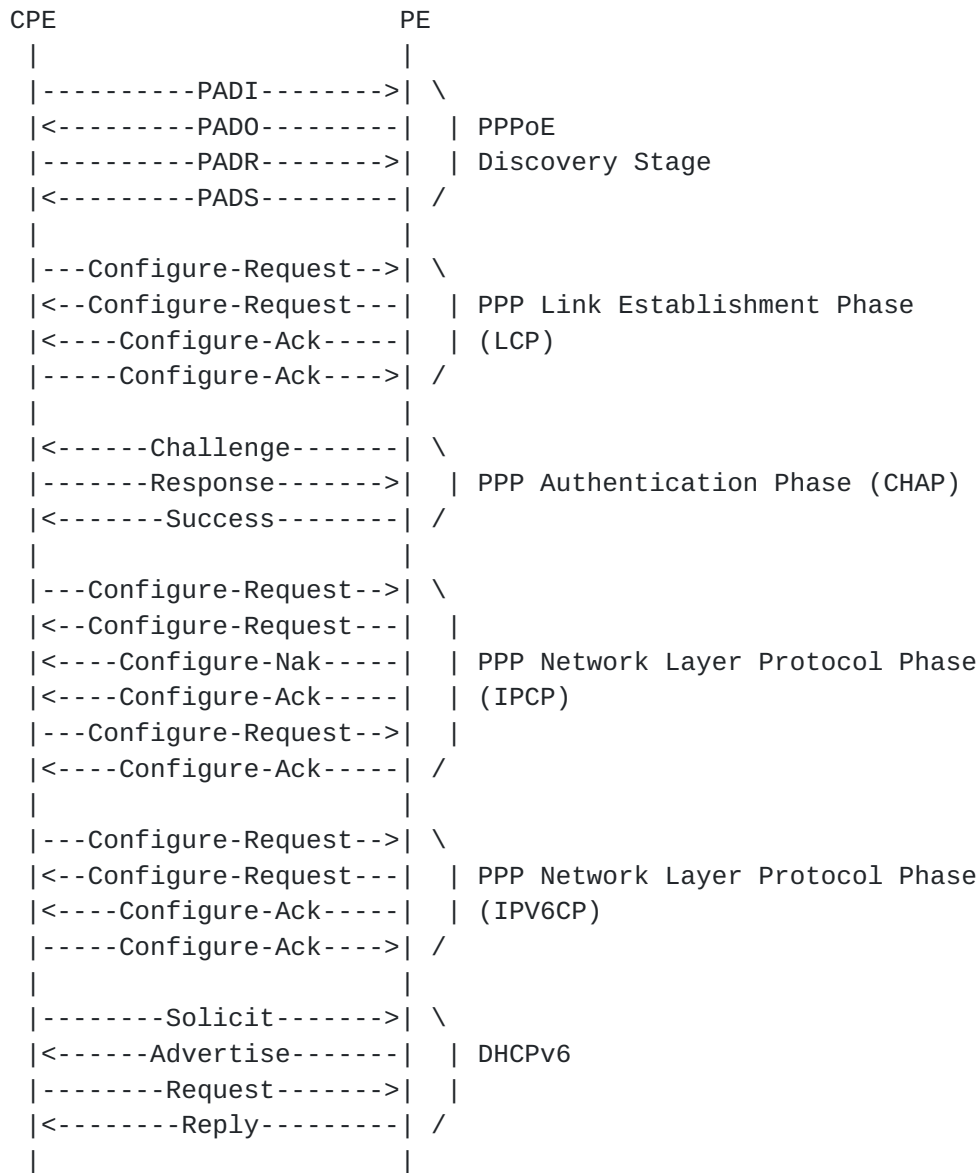 CPE                     PE
 |                       |
 |----------PADI-------->| \
 |<---------PADO---------|  | PPPoE
 |----------PADR-------->|  | Discovery Stage
 |<---------PADS---------| /
 |                       |
 |---Configure-Request-->| \
 |<--Configure-Request---|  | PPP Link Establishment Phase
 |<----Configure-Ack-----|  | (LCP)
 |-----Configure-Ack---->| /
 |                       |
 |<------Challenge-------| \
 |-------Response------->|  | PPP Authentication Phase (CHAP)
 |<-------Success--------| /
 |                       |
 |---Configure-Request-->| \
 |<--Configure-Request---|  |
 |<----Configure-Nak-----|  | PPP Network Layer Protocol Phase
 |<----Configure-Ack-----|  | (IPCP)
 |---Configure-Request-->|  |
 |<----Configure-Ack-----| /
 |                       |
 |---Configure-Request-->| \
 |<--Configure-Request---|  | PPP Network Layer Protocol Phase
 |<----Configure-Ack-----|  | (IPV6CP)
 |-----Configure-Ack---->| /
 |                       |
 |--------Solicit------->| \
 |<------Advertise-------|  | DHCPv6
 |--------Request------->|  |
 |<--------Reply---------| /
 |                       |